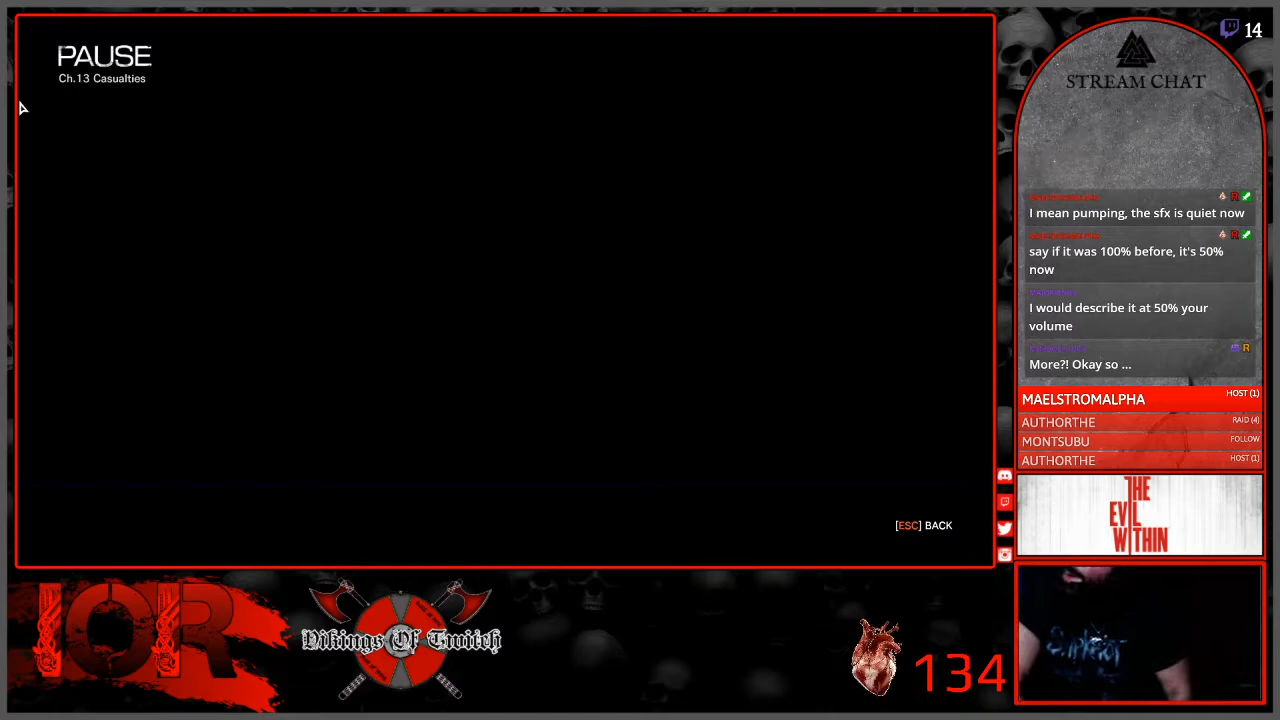 PAUSE
Ch.13 Casualties
[ESC] BACK
14
STREAM CHAT
I mean pumping, the sfx is quiet now
say if it was 100% before, it's 50%
now
I would describe it at 50% your
volume
More?! Okay so ...
MAELSTROMALPHA HOST (1)
AUTHORTHE RAID (4)
MONTSUBU FOLLOW
AUTHORTHE HOST (1)
THE
EVIL
WITHIN
IOR
Vikings Of Twitch
134